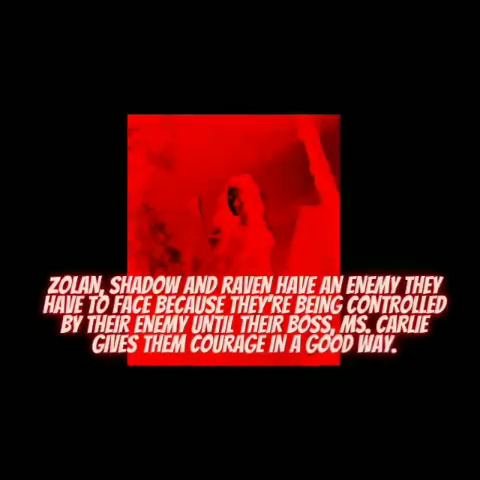 ZOLAN, SHADOW AND RAVEN HAVE AN ENEMY THEY
HAVE TO FACE BECAUSE THEY'RE BEING CONTROLLED
BY THEIR ENEMY UNTIL THEIR BOSS, MS. CARLIE
GIVES THEM COURAGE IN A GOOD WAY.